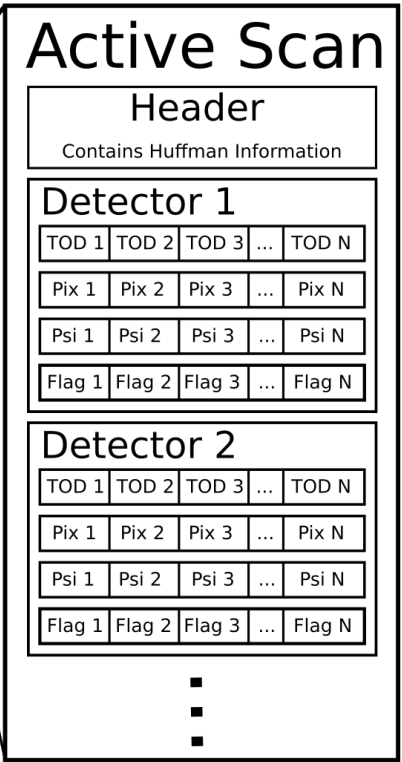 Active Scan
Header
Contains Huffman Information
Detector 1
TOD 1 TOD 2 TOD 3 ... TOD N
Pix 1 Pix 2 Pix 3 ... Pix N
Psi 1 Psi 2 Psi 3 ... Psi N
Flag 1 Flag 2 Flag 3 ... Flag N
Detector 2
TOD 1 TOD 2 TOD 3 ... TOD N
Pix 1 Pix 2 Pix 3 ... Pix N
Psi 1 Psi 2 Psi 3 ... Psi N
Flag 1 Flag 2 Flag 3 ... Flag N